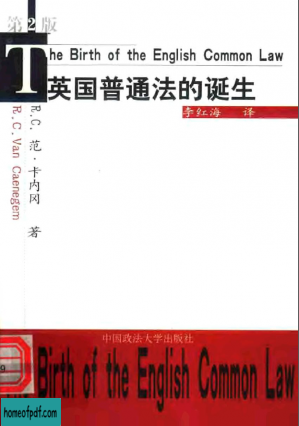 第2版
The Birth of the English Common Law
英国普通法的诞生
李红海 译
R.C. 范·卡内冈 著
R.C. Van Caenegem
中国政法大学出版社
Birth of the English Common Law
9
homeofpdf.com